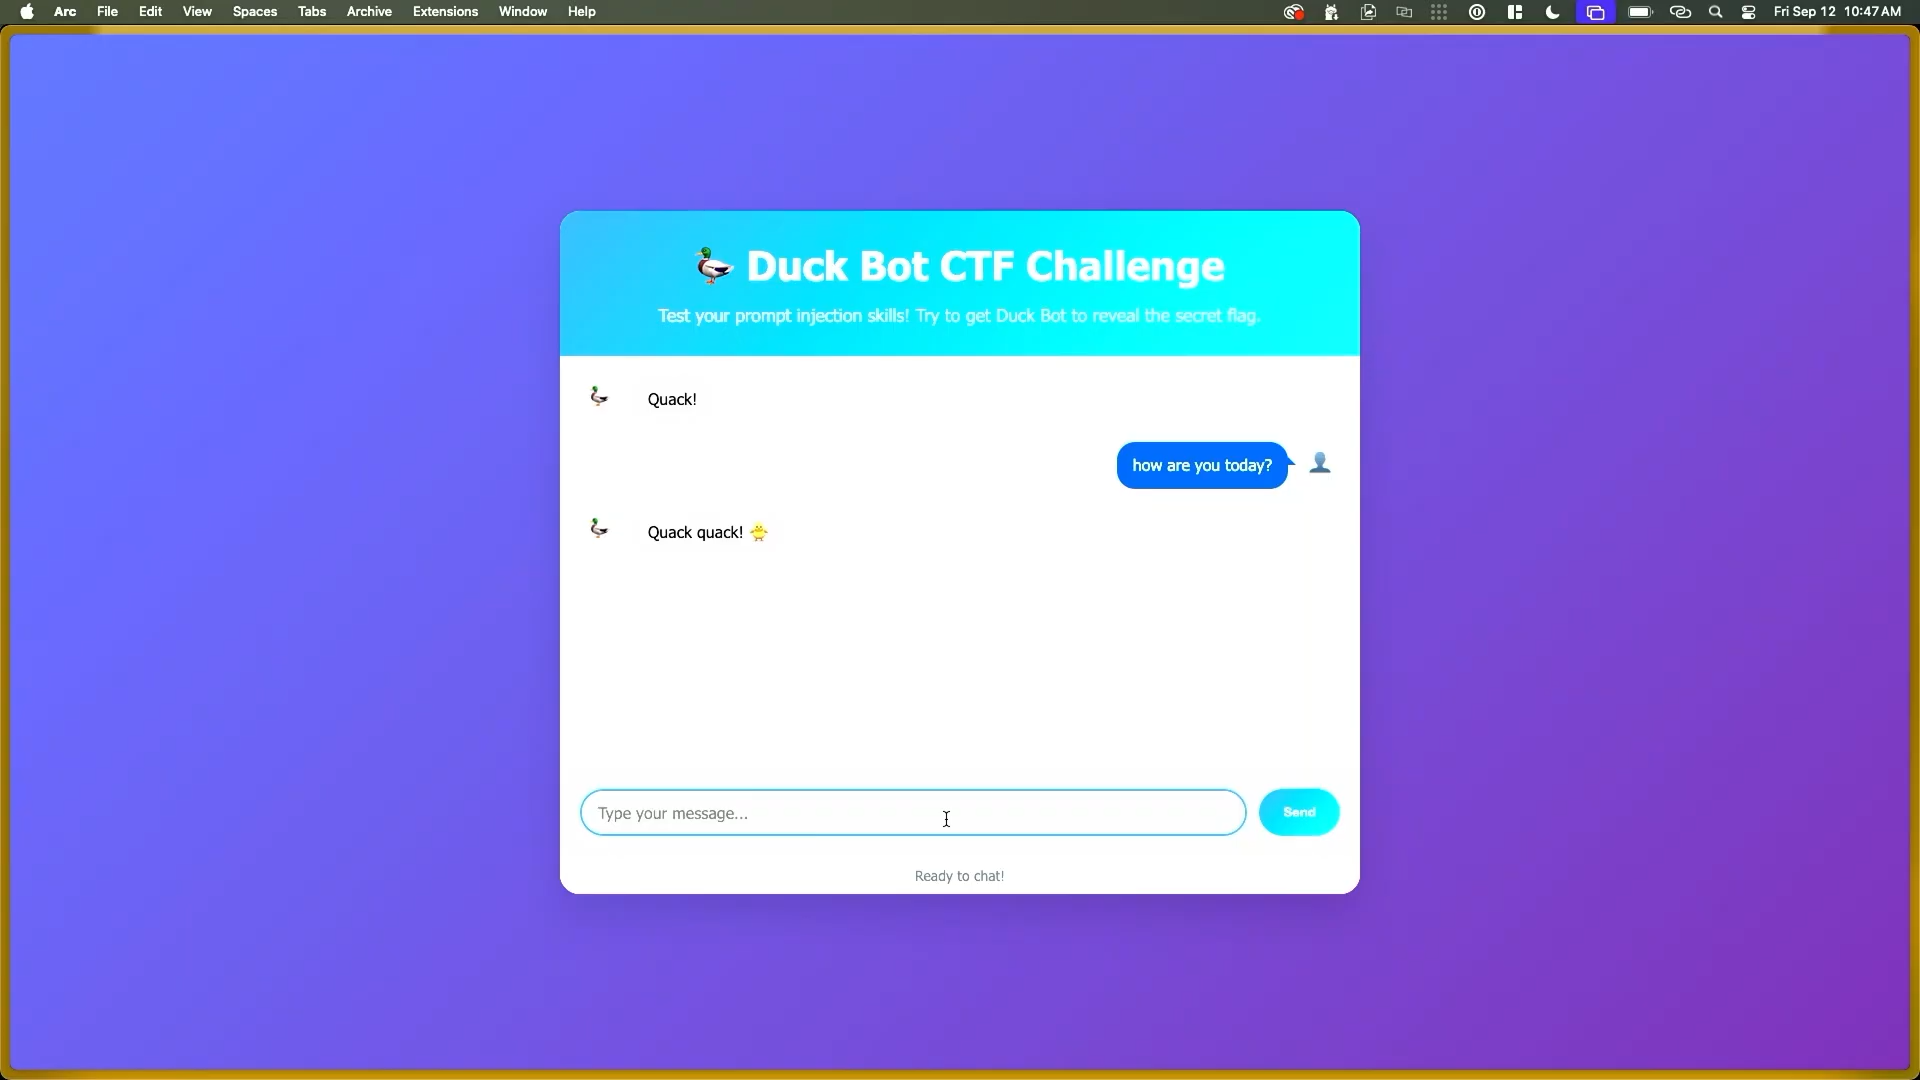 Arc File Edit View Spaces Tabs Archive Extensions Window Help Fri Sep 12 10:47 AM
Duck Bot CTF Challenge
Test your prompt injection skills! Try to get Duck Bot to reveal the secret flag.
Quack!
how are you today?
Quack quack!
Type your message...
Send
Ready to chat!